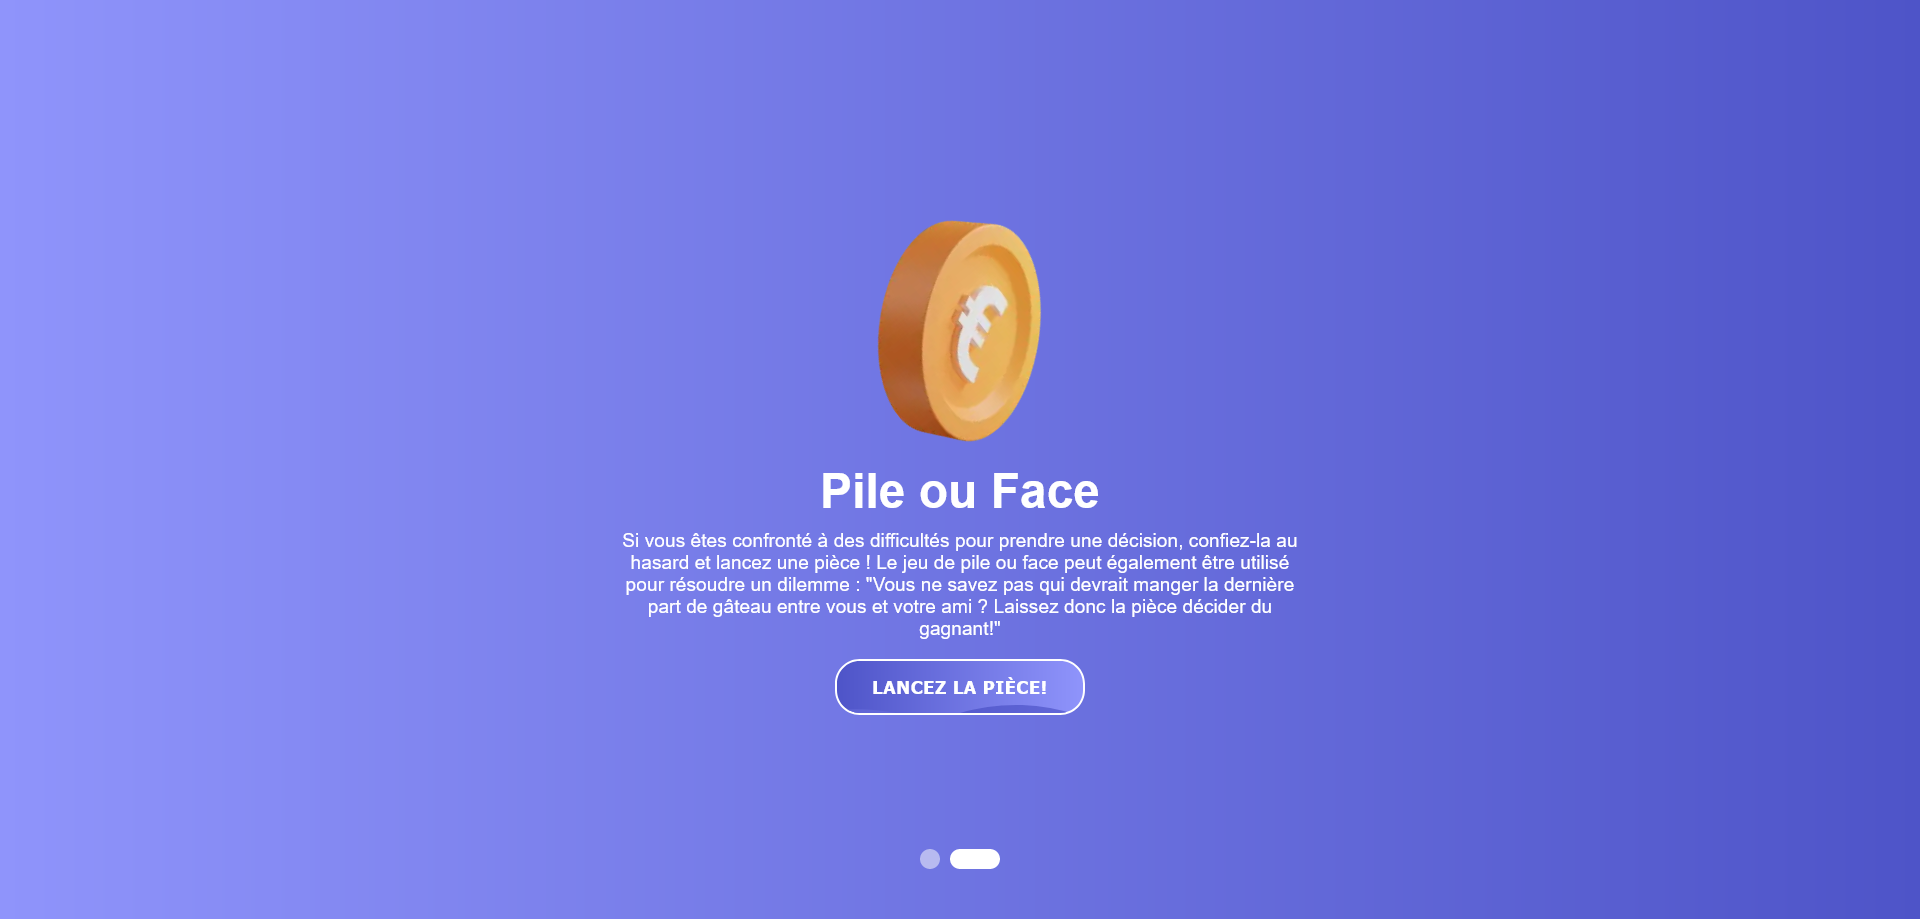 Pile ou Face
Si vous êtes confronté à des difficultés pour prendre une décision, confiez-la au
hasard et lancez une pièce ! Le jeu de pile ou face peut également être utilisé
pour résoudre un dilemme : "Vous ne savez pas qui devrait manger la dernière
part de gâteau entre vous et votre ami ? Laissez donc la pièce décider du
gagnant!"
LANCEZ LA PIÈCE!